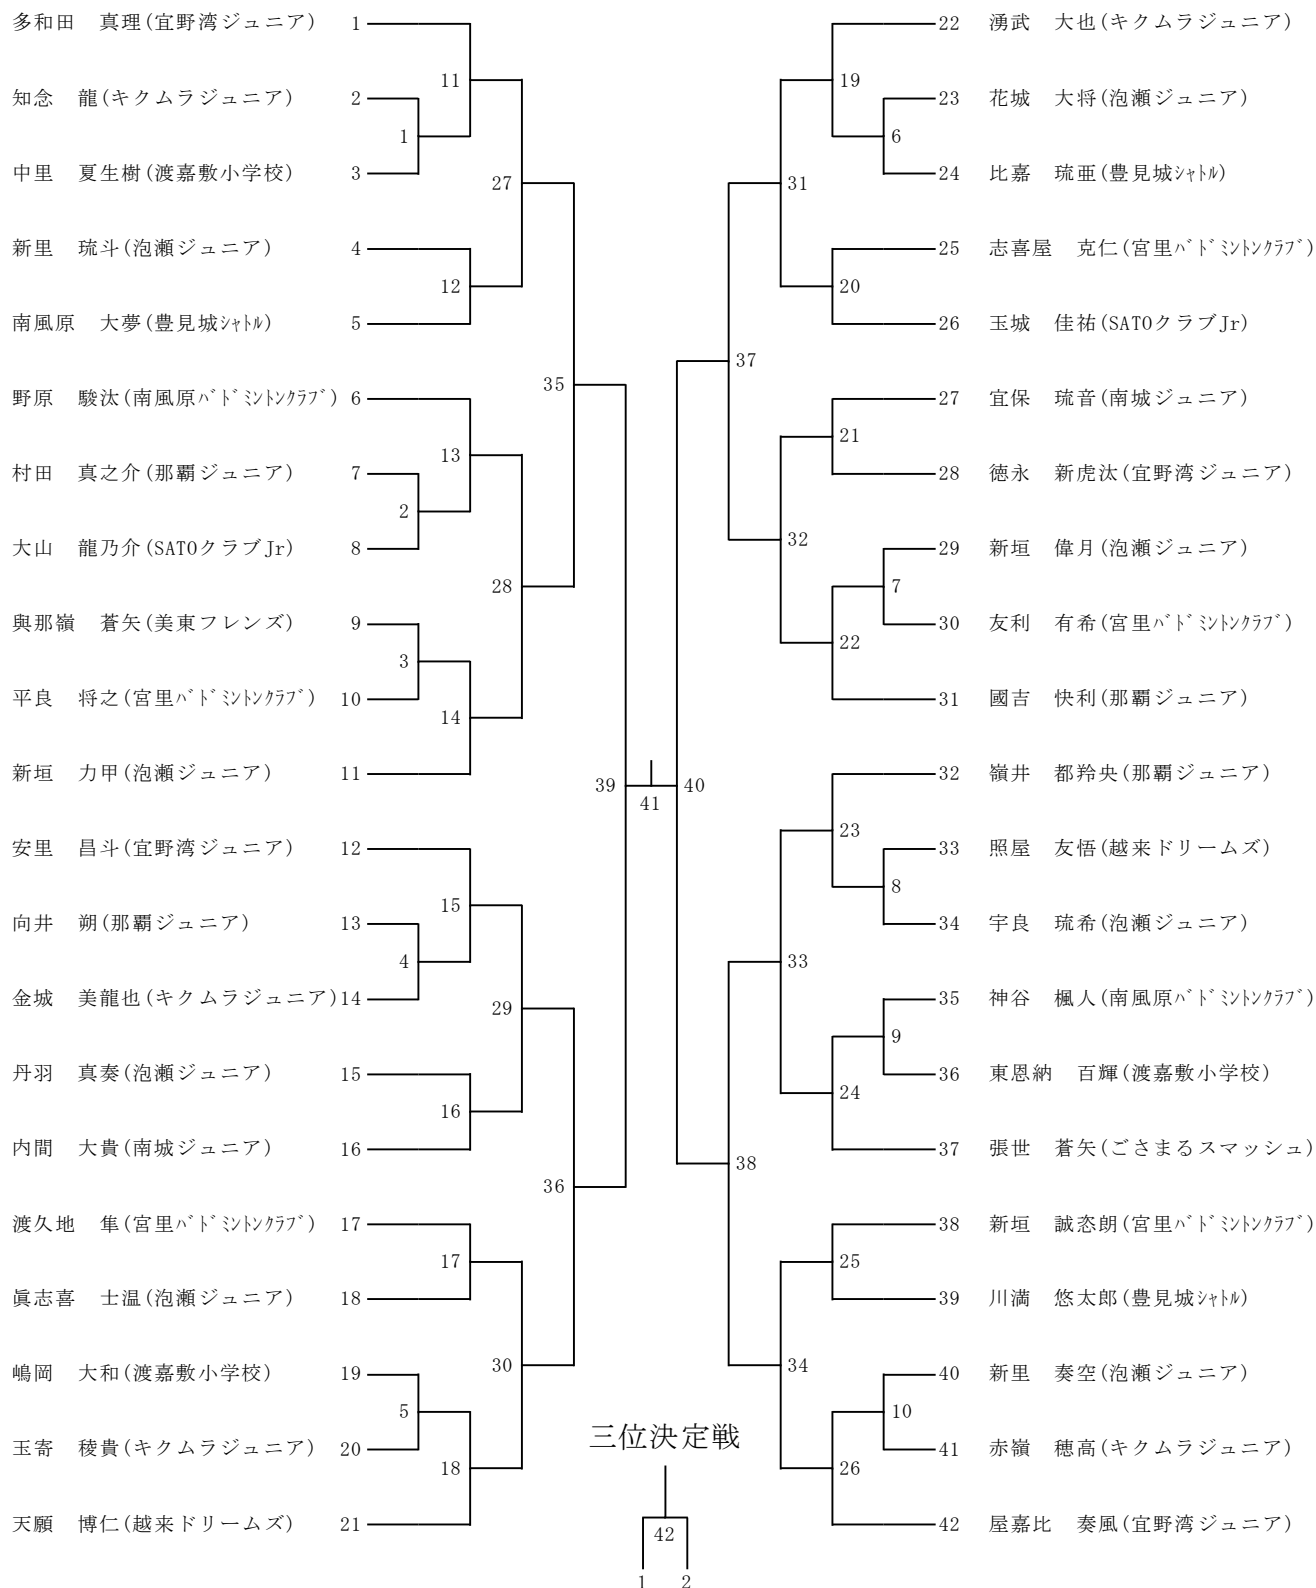 多和田　真理(宜野湾ジュニア) 1
11
知念　龍(キクムラジュニア) 2
1
中里　夏生樹(渡嘉敷小学校) 3
27
新里　琉斗(泡瀬ジュニア) 4
12
南風原　大夢(豊見城ｼｬﾄﾙ) 5
35
野原　駿汰(南風原ﾊﾞﾄﾞﾐﾝﾄﾝｸﾗﾌﾞ) 6
13
村田　真之介(那覇ジュニア) 7
2
大山　龍乃介(SATOクラブJr) 8
28
與那嶺　蒼矢(美東フレンズ) 9
3
平良　将之(宮里ﾊﾞﾄﾞﾐﾝﾄﾝｸﾗﾌﾞ) 10
14
新垣　力甲(泡瀬ジュニア) 11
39
41
安里　昌斗(宜野湾ジュニア) 12
15
向井　朔(那覇ジュニア) 13
4
金城　美龍也(キクムラジュニア) 14
29
丹羽　真奏(泡瀬ジュニア) 15
16
内間　大貴(南城ジュニア) 16
36
渡久地　隼(宮里ﾊﾞﾄﾞﾐﾝﾄﾝｸﾗﾌﾞ) 17
17
眞志喜　士温(泡瀬ジュニア) 18
30
嶋岡　大和(渡嘉敷小学校) 19
5
玉寄　稜貴(キクムラジュニア) 20
18
天願　博仁(越来ドリームズ) 21
22 湧武　大也(キクムラジュニア)
19
23 花城　大将(泡瀬ジュニア)
6
24 比嘉　琉亜(豊見城ｼｬﾄﾙ)
31
25 志喜屋　克仁(宮里ﾊﾞﾄﾞﾐﾝﾄﾝｸﾗﾌﾞ)
20
26 玉城　佳祐(SATOクラブJr)
37
27 宜保　琉音(南城ジュニア)
21
28 徳永　新虎汰(宜野湾ジュニア)
32
29 新垣　偉月(泡瀬ジュニア)
7
30 友利　有希(宮里ﾊﾞﾄﾞﾐﾝﾄﾝｸﾗﾌﾞ)
22
31 國吉　快利(那覇ジュニア)
40
32 嶺井　都羚央(那覇ジュニア)
23
33 照屋　友悟(越来ドリームズ)
8
34 宇良　琉希(泡瀬ジュニア)
33
35 神谷　楓人(南風原ﾊﾞﾄﾞﾐﾝﾄﾝｸﾗﾌﾞ)
9
36 東恩納　百輝(渡嘉敷小学校)
24
37 張世　蒼矢(ごさまるスマッシュ)
38
38 新垣　誠恣朗(宮里ﾊﾞﾄﾞﾐﾝﾄﾝｸﾗﾌﾞ)
25
39 川満　悠太郎(豊見城ｼｬﾄﾙ)
34
40 新里　奏空(泡瀬ジュニア)
10
41 赤嶺　穂高(キクムラジュニア)
26
42 屋嘉比　奏風(宜野湾ジュニア)
三位決定戦
42
1 2